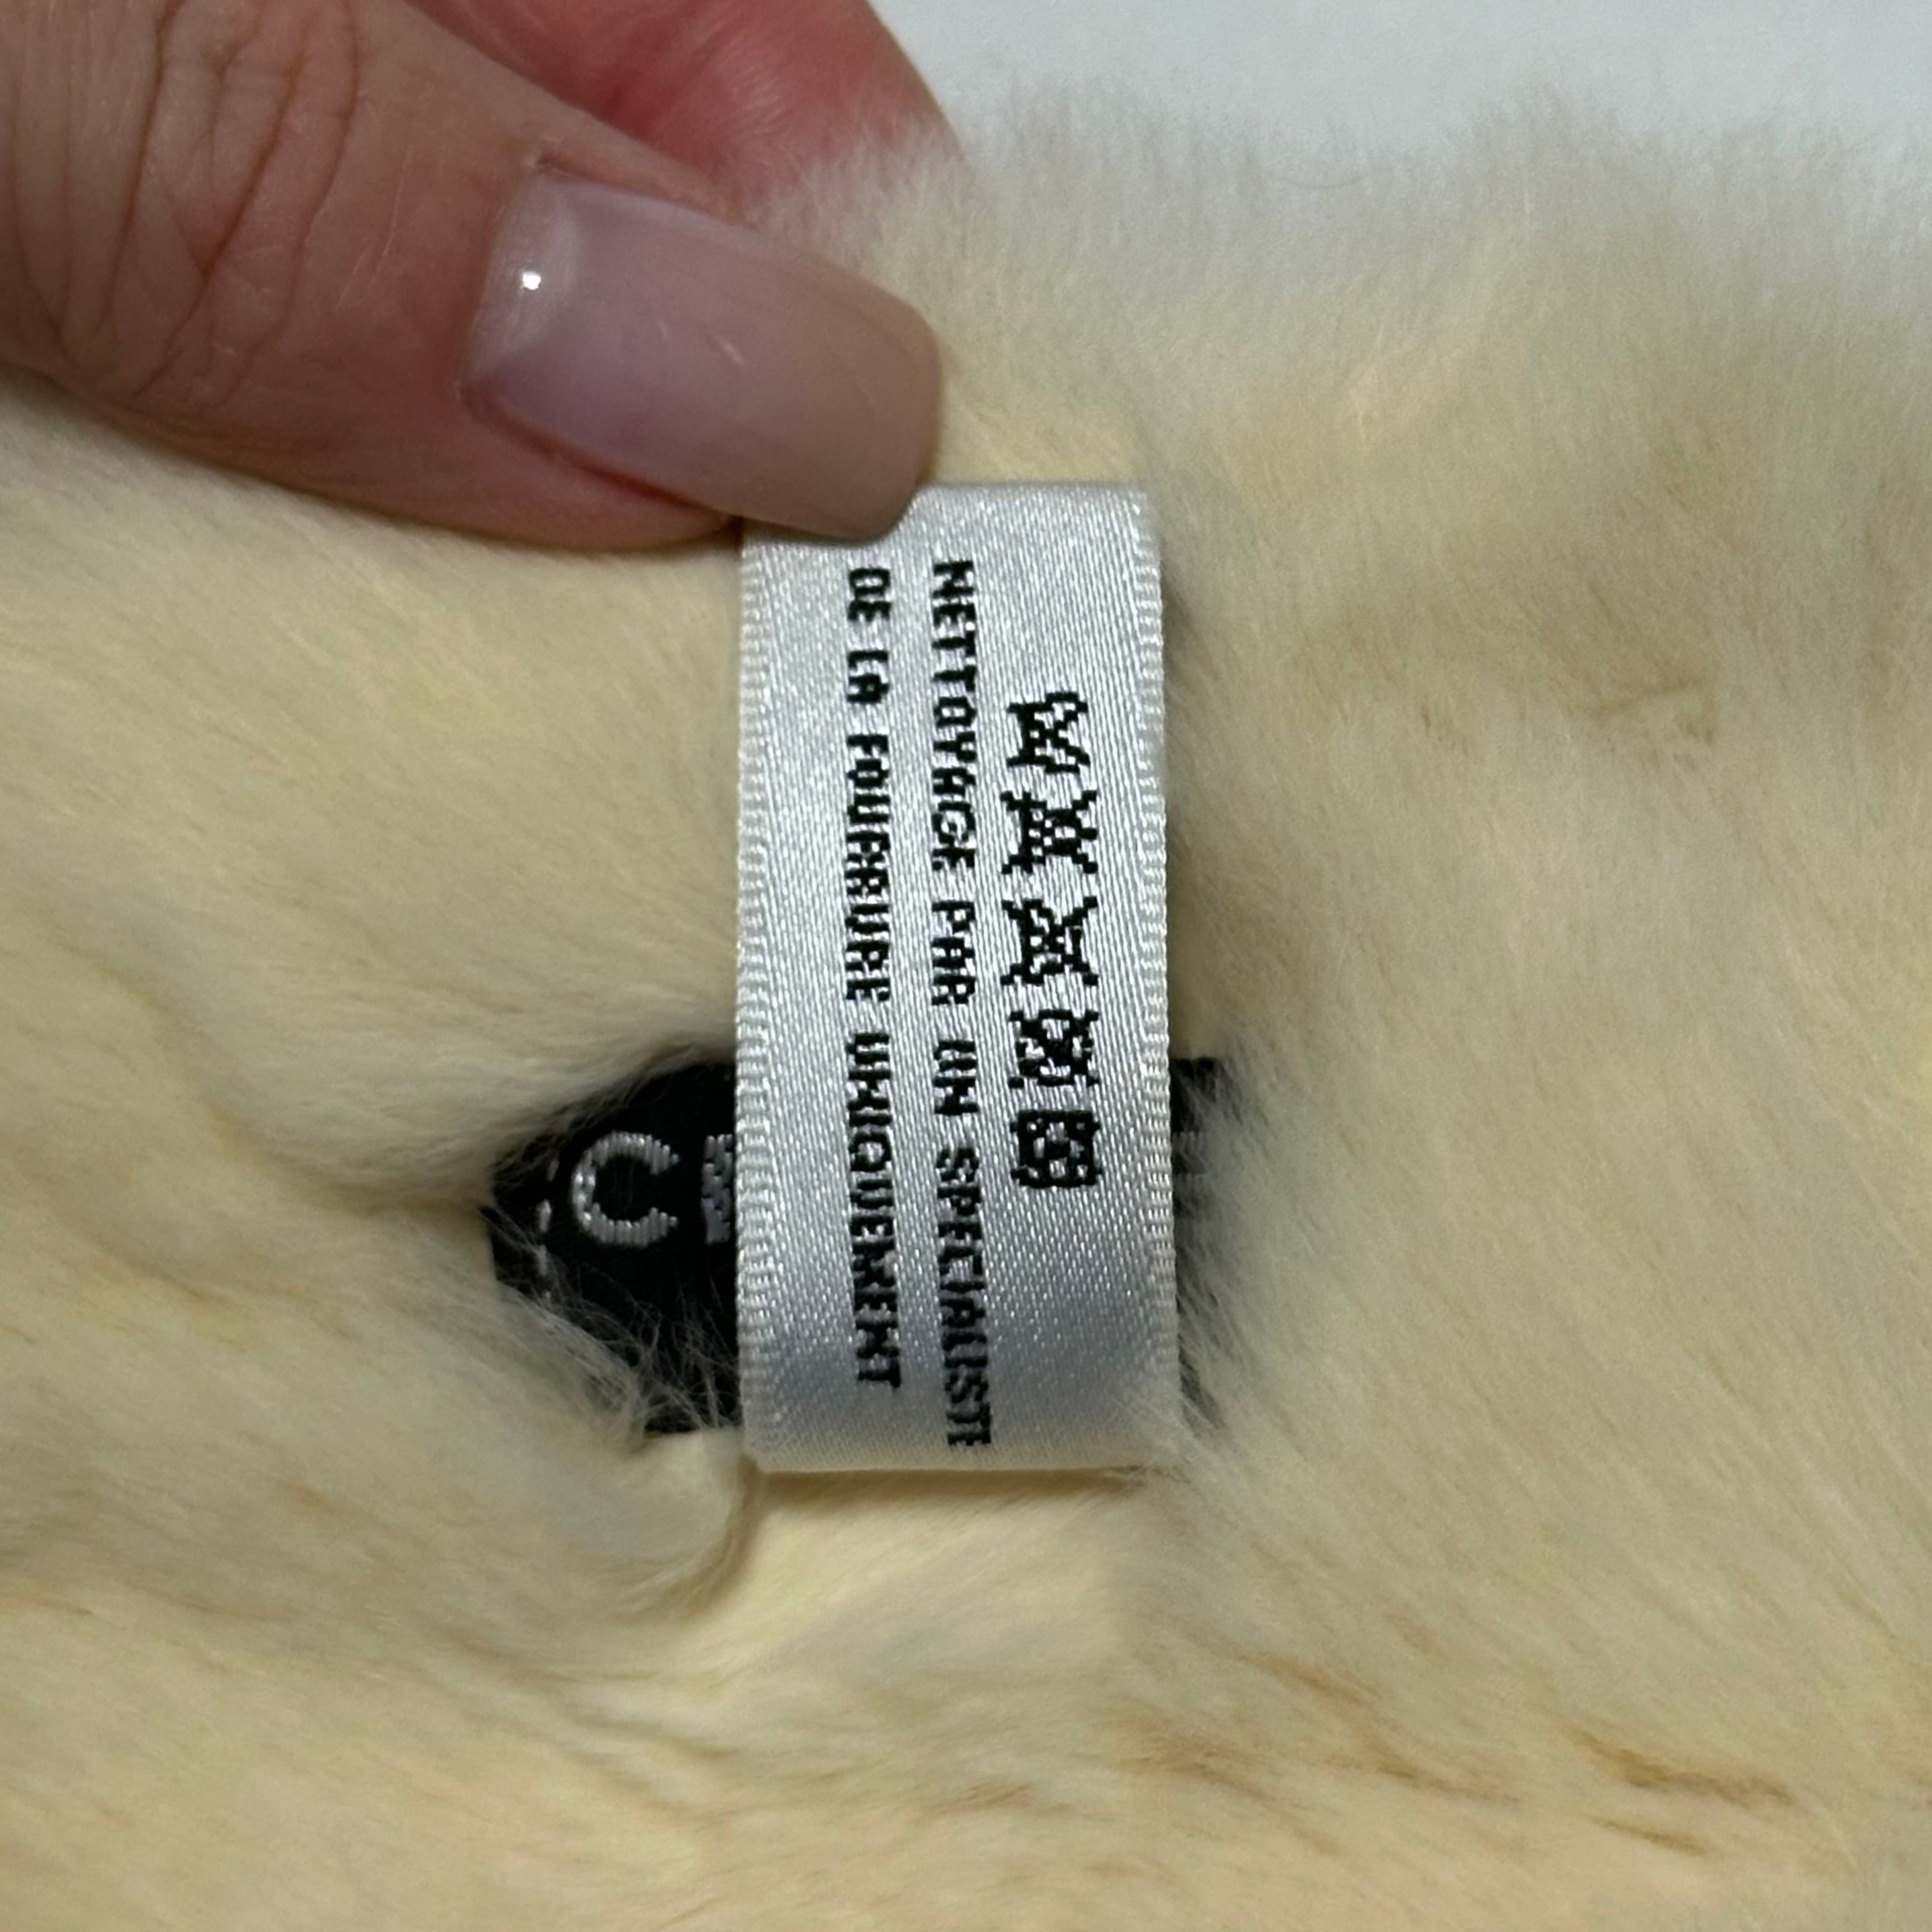 NETTOYAGE PAR UN SPECIALISTE
DE LA FOURRURE UNIQUEMENT
C